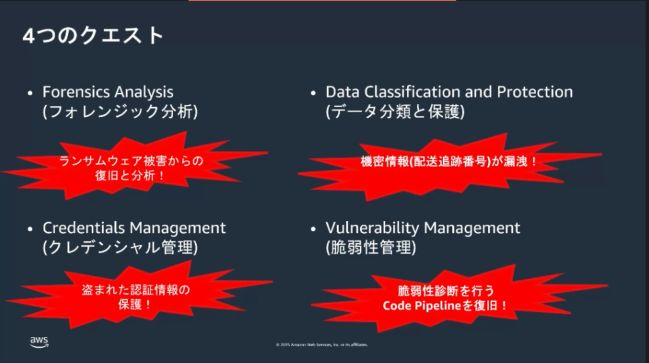 4つのクエスト
• Forensics Analysis
(フォレンジック分析)
ランサムウェア被害からの
復旧と分析！
• Data Classification and Protection
(データ分類と保護)
機密情報(配送追跡番号)が漏洩！
• Credentials Management
(クレデンシャル管理)
盗まれた認証情報の
保護！
• Vulnerability Management
(脆弱性管理)
脆弱性診断を行う
Code Pipelineを復旧！
aws
© 2025 Amazon Web Services, Inc. or its affiliates.